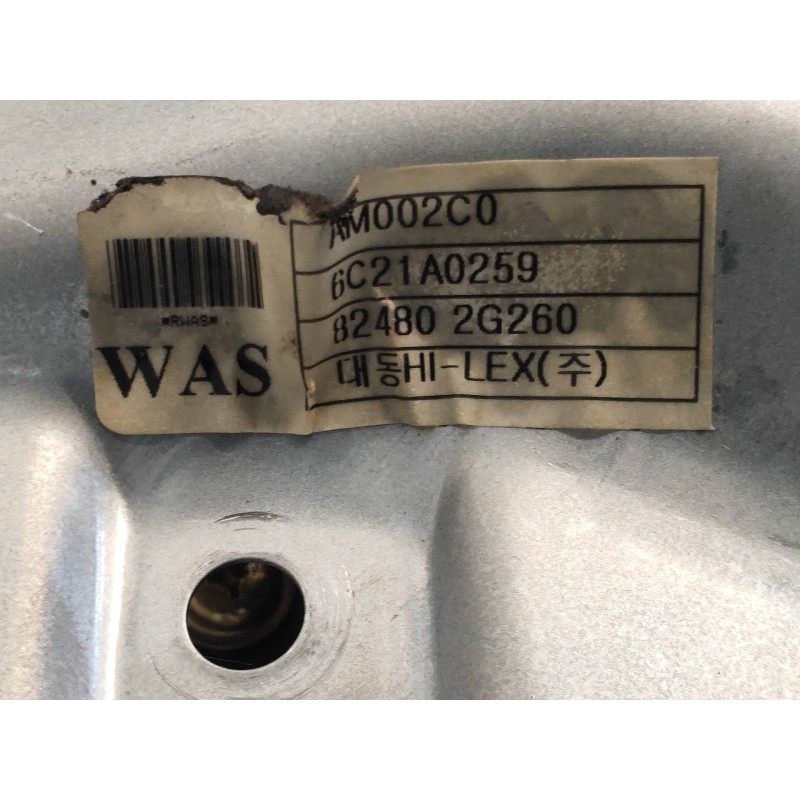 AM002C0
6C21A0259
82480 2G260
대동HI-LEX(주)
*RWAS*
WAS